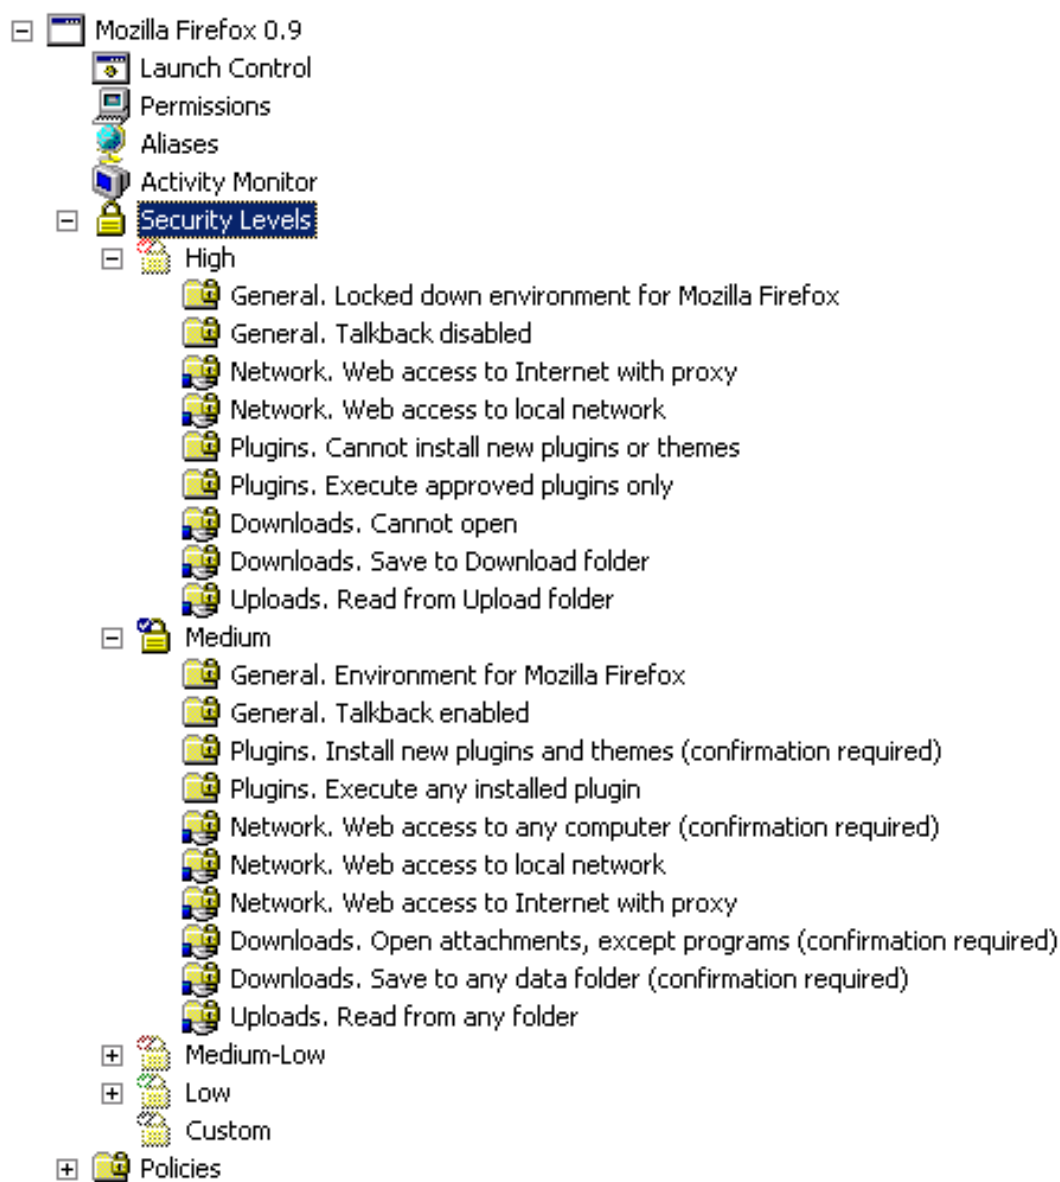 Mozilla Firefox 0.9
Launch Control
Permissions
Aliases
Activity Monitor
Security Levels
High
General. Locked down environment for Mozilla Firefox
General. Talkback disabled
Network. Web access to Internet with proxy
Network. Web access to local network
Plugins. Cannot install new plugins or themes
Plugins. Execute approved plugins only
Downloads. Cannot open
Downloads. Save to Download folder
Uploads. Read from Upload folder
Medium
General. Environment for Mozilla Firefox
General. Talkback enabled
Plugins. Install new plugins and themes (confirmation required)
Plugins. Execute any installed plugin
Network. Web access to any computer (confirmation required)
Network. Web access to local network
Network. Web access to Internet with proxy
Downloads. Open attachments, except programs (confirmation required)
Downloads. Save to any data folder (confirmation required)
Uploads. Read from any folder
Medium-Low
Low
Custom
Policies